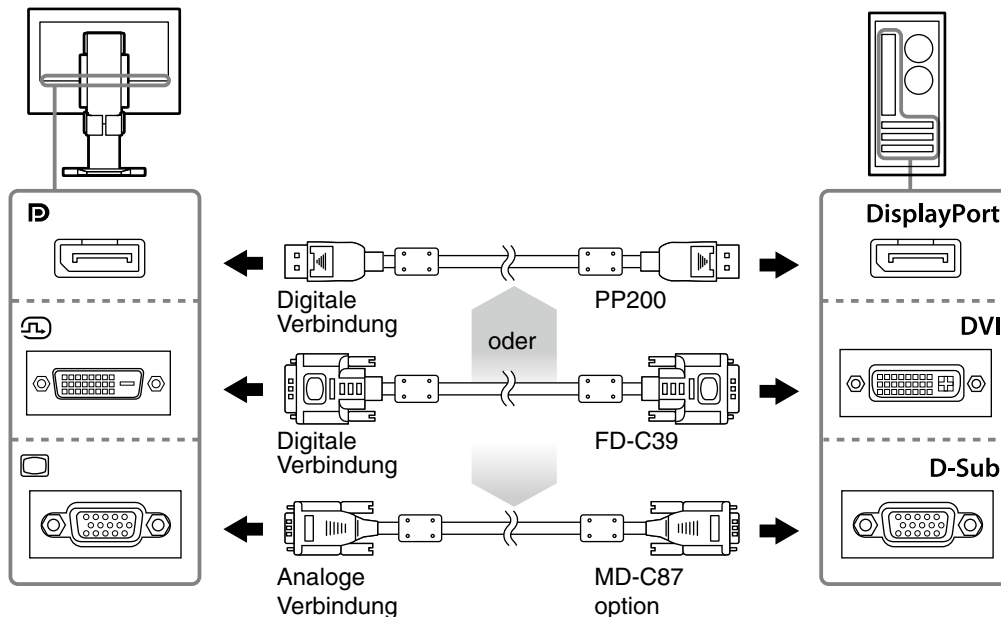 DisplayPort
Digitale
Verbindung
PP200
oder
DVI
Digitale
Verbindung
FD-C39
D-Sub
Analoge
Verbindung
MD-C87
option